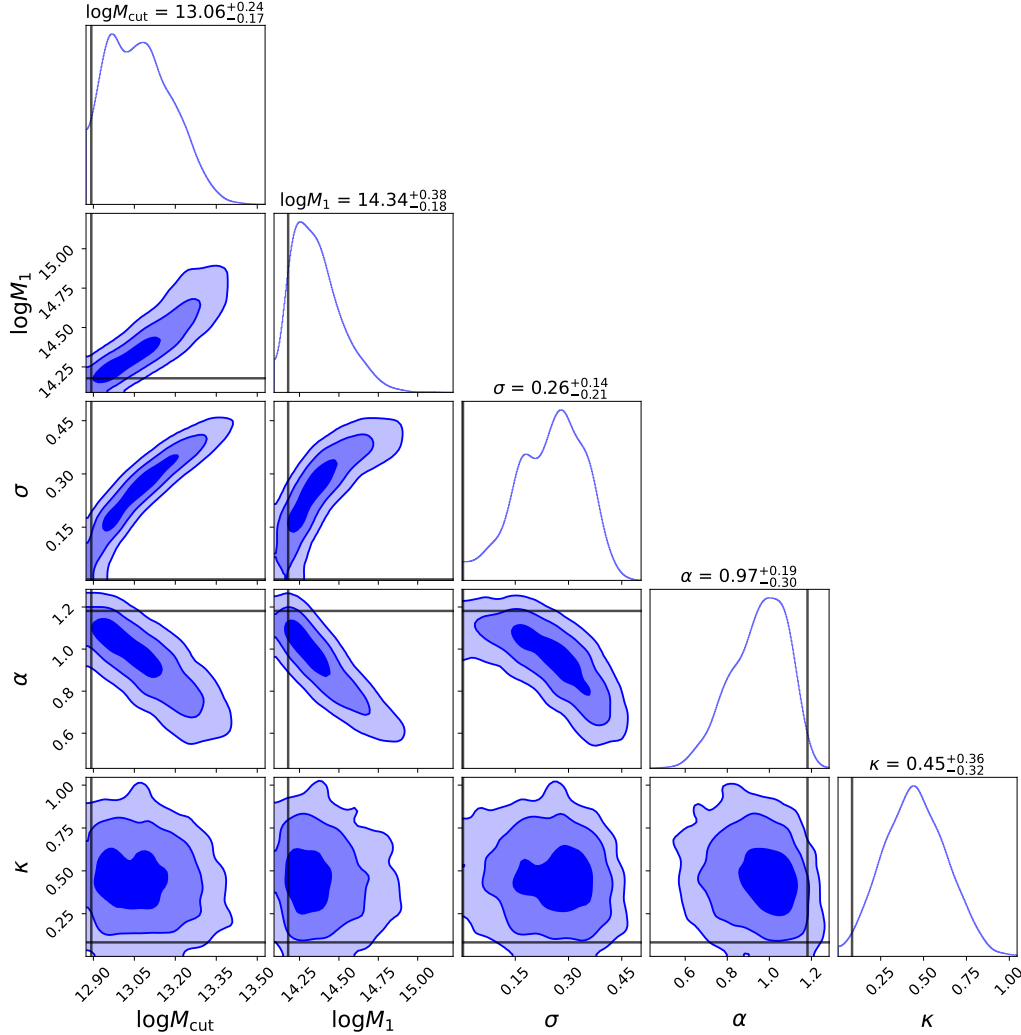 logM_cut = 13.06^{+0.24}_{-0.17}
logM_1 = 14.34^{+0.38}_{-0.18}
15.00
14.75
14.50
14.25
logM_1
σ = 0.26^{+0.14}_{-0.21}
0.45
0.30
0.15
σ
α = 0.97^{+0.19}_{-0.30}
1.2
1.0
0.8
0.6
α
κ = 0.45^{+0.36}_{-0.32}
1.00
0.75
0.50
0.25
κ
12.90 13.05 13.20 13.35 13.50 14.25 14.50 14.75 15.00 0.15 0.30 0.45 0.6 0.8 1.0 1.2 0.25 0.50 0.75 1.00
logM_cut logM_1 σ α κ